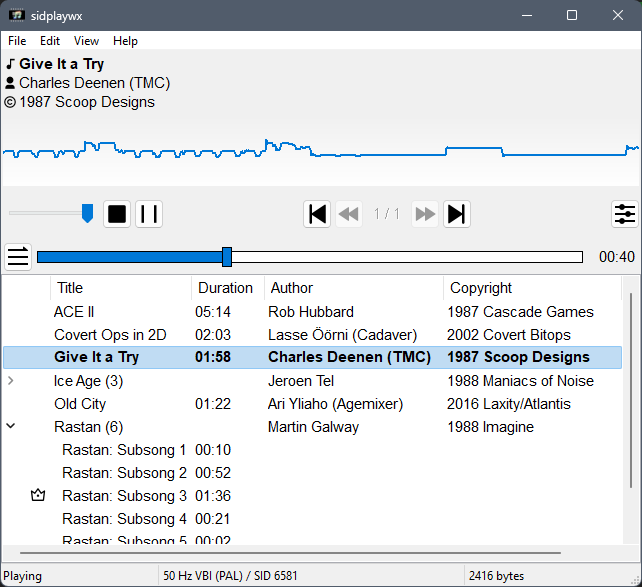 sidplaywx
File Edit View Help
Give It a Try
Charles Deenen (TMC)
© 1987 Scoop Designs
1 / 1
00:40
Title Duration Author Copyright
ACE II 05:14 Rob Hubbard 1987 Cascade Games
Covert Ops in 2D 02:03 Lasse Öörni (Cadaver) 2002 Covert Bitops
Give It a Try 01:58 Charles Deenen (TMC) 1987 Scoop Designs
Ice Age (3) Jeroen Tel 1988 Maniacs of Noise
Old City 01:22 Ari Yliaho (Agemixer) 2016 Laxity/Atlantis
Rastan (6) Martin Galway 1988 Imagine
Rastan: Subsong 1 00:10
Rastan: Subsong 2 00:52
Rastan: Subsong 3 01:36
Rastan: Subsong 4 00:21
Rastan: Subsong 5 00:02
Playing 50 Hz VBI (PAL) / SID 6581 2416 bytes